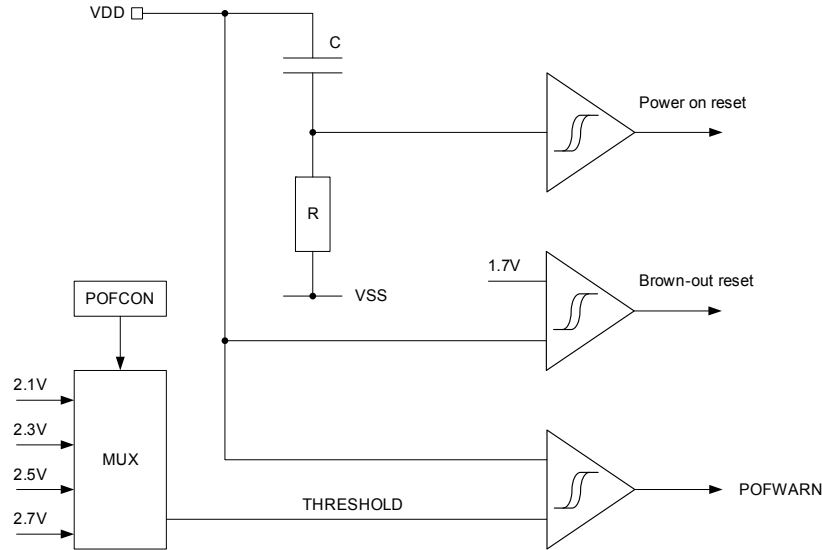 VDD
C
Power on reset
R
1.7V
Brown-out reset
VSS
POFCON
2.1V
2.3V
MUX
2.5V
POFWARN
THRESHOLD
2.7V